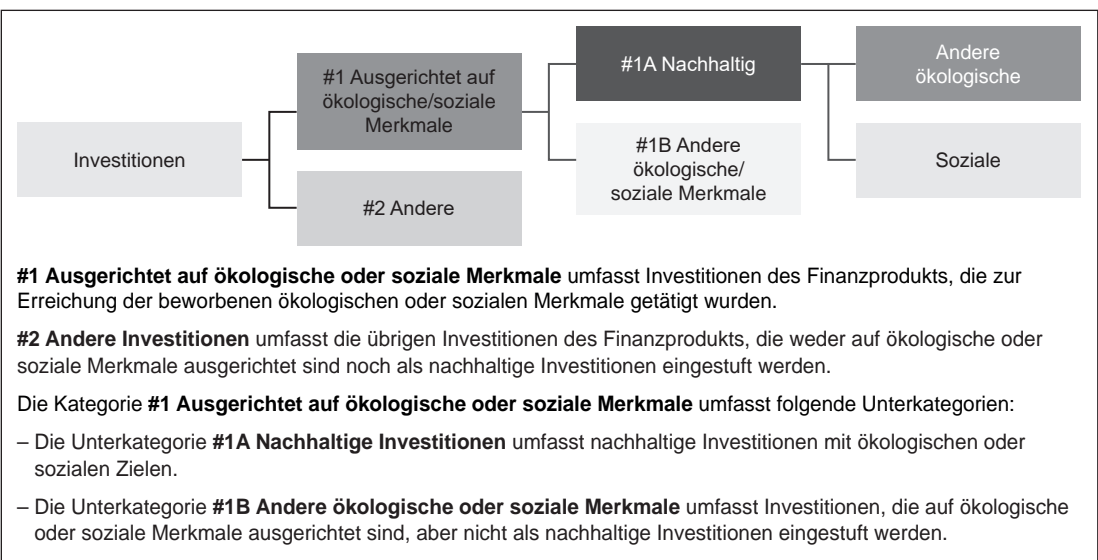 Investitionen
#1 Ausgerichtet auf
ökologische/soziale
Merkmale
#2 Andere
#1A Nachhaltig
#1B Andere
ökologische/
soziale Merkmale
Andere
ökologische
Soziale
#1 Ausgerichtet auf ökologische oder soziale Merkmale umfasst Investitionen des Finanzprodukts, die zur
Erreichung der beworbenen ökologischen oder sozialen Merkmale getätigt wurden.
#2 Andere Investitionen umfasst die übrigen Investitionen des Finanzprodukts, die weder auf ökologische oder
soziale Merkmale ausgerichtet sind noch als nachhaltige Investitionen eingestuft werden.
Die Kategorie #1 Ausgerichtet auf ökologische oder soziale Merkmale umfasst folgende Unterkategorien:
– Die Unterkategorie #1A Nachhaltige Investitionen umfasst nachhaltige Investitionen mit ökologischen oder
sozialen Zielen.
– Die Unterkategorie #1B Andere ökologische oder soziale Merkmale umfasst Investitionen, die auf ökologische
oder soziale Merkmale ausgerichtet sind, aber nicht als nachhaltige Investitionen eingestuft werden.